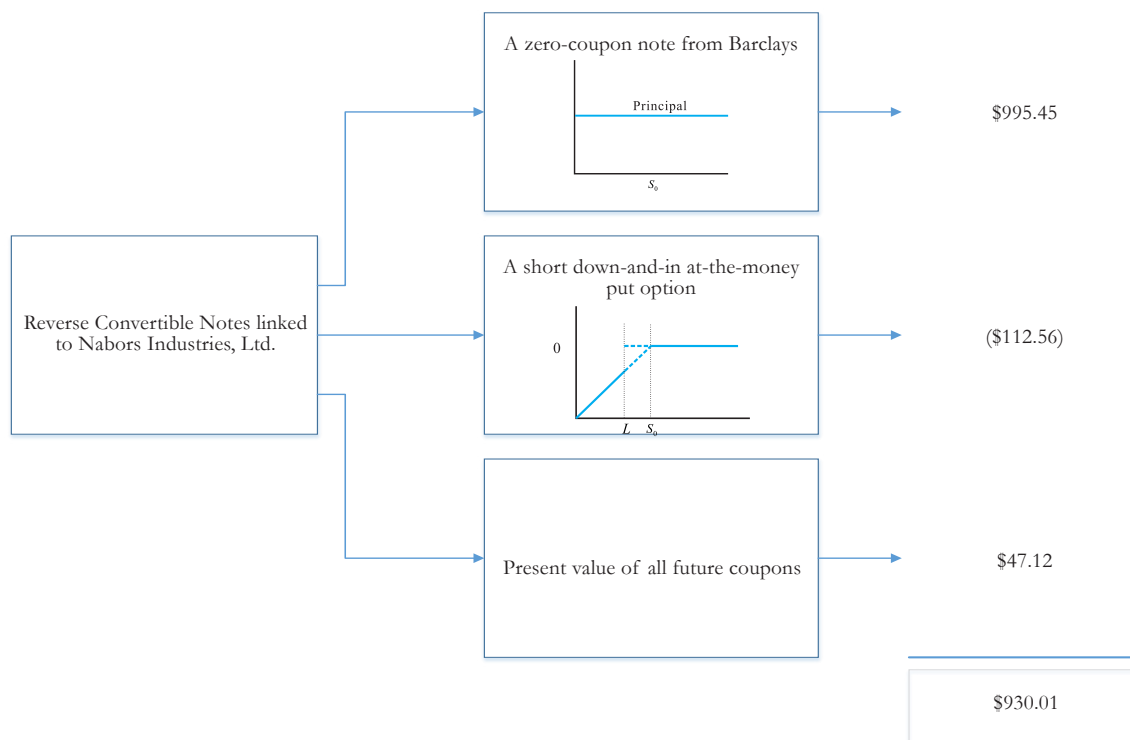 A zero-coupon note from Barclays
Principal
S₀
$995.45
Reverse Convertible Notes linked
to Nabors Industries, Ltd.
A short down-and-in at-the-money
put option
0
L S₀
($112.56)
Present value of all future coupons
$47.12
$930.01